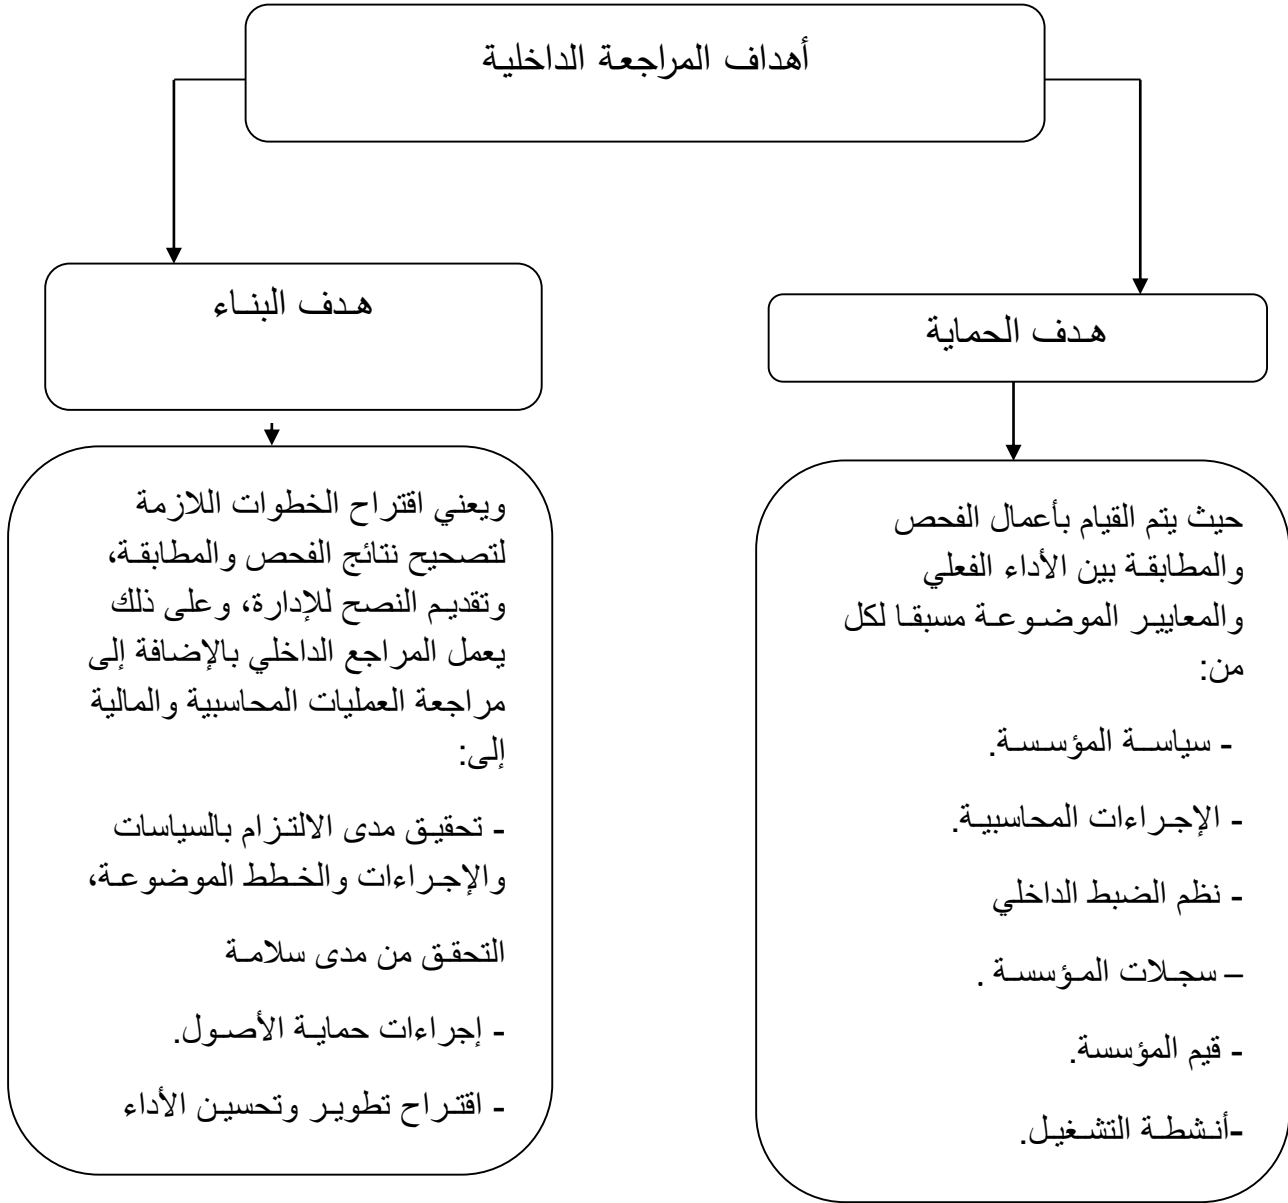 أهداف المراجعة الداخلية
هدف الحماية
حيث يتم القيام بأعمال الفحص
والمطابقة بين الأداء الفعلي
والمعايير الموضوعة مسبقا لكل
من:
- سياسة المؤسسة.
- الإجراءات المحاسبية.
- نظم الضبط الداخلي
– سجلات المؤسسة .
- قيم المؤسسة.
-أنشطة التشغيل.
هدف البناء
ويعني اقتراح الخطوات اللازمة
لتصحيح نتائج الفحص والمطابقة،
وتقديم النصح للإدارة، وعلى ذلك
يعمل المراجع الداخلي بالإضافة إلى
مراجعة العمليات المحاسبية والمالية
إلى:
- تحقيق مدى الالتزام بالسياسات
والإجراءات والخطط الموضوعة،
التحقق من مدى سلامة
- إجراءات حماية الأصول.
- اقتراح تطوير وتحسين الأداء